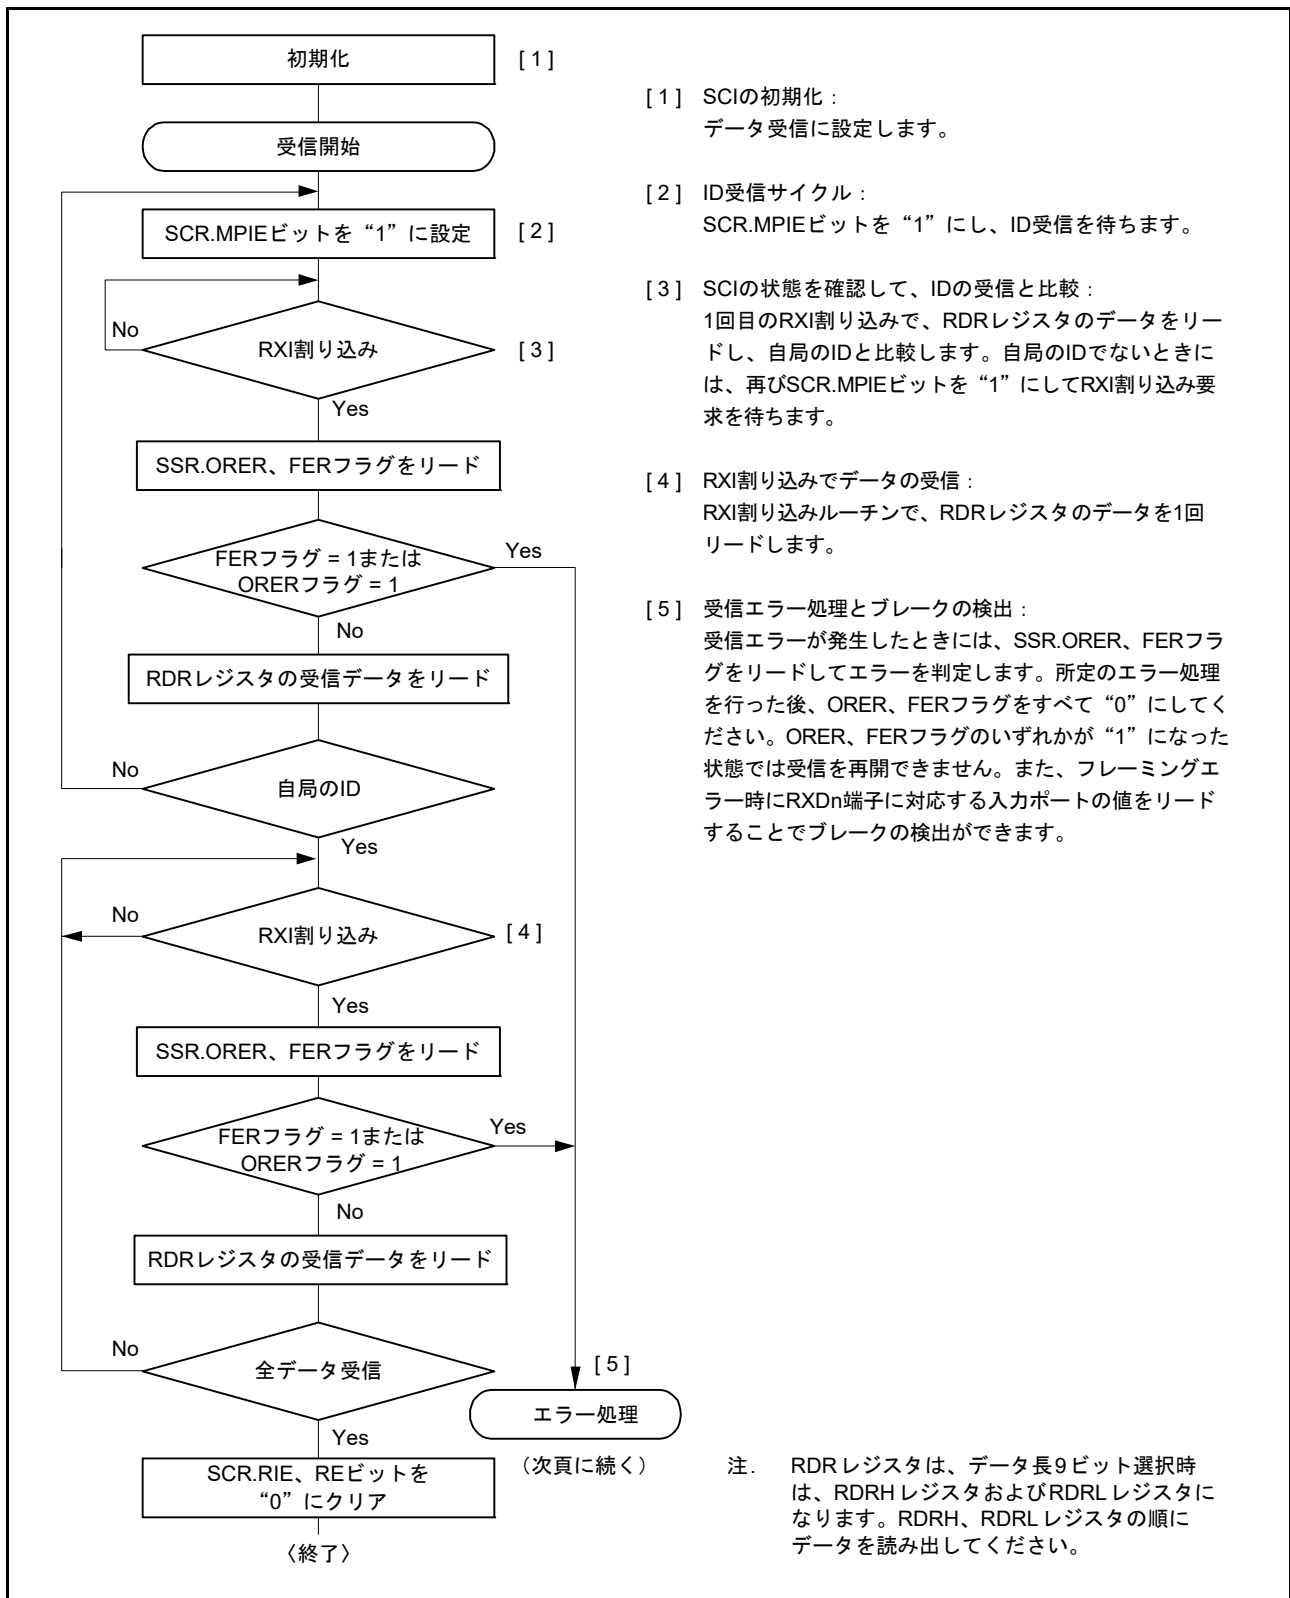 初期化
[ 1 ]
受信開始
SCR.MPIEビットを“1”に設定
[ 2 ]
No
RXI割り込み
[ 3 ]
Yes
SSR.ORER、FERフラグをリード
FERフラグ = 1または
ORERフラグ = 1
Yes
No
RDRレジスタの受信データをリード
No
自局のID
Yes
No
RXI割り込み
[ 4 ]
Yes
SSR.ORER、FERフラグをリード
FERフラグ = 1または
ORERフラグ = 1
Yes
No
RDRレジスタの受信データをリード
No
全データ受信
[ 5 ]
エラー処理
Yes
(次頁に続く)
SCR.RIE、REビットを
“0”にクリア
〈終了〉
[ 1 ] SCIの初期化：
データ受信に設定します。
[ 2 ] ID受信サイクル：
SCR.MPIEビットを“1”にし、ID受信を待ちます。
[ 3 ] SCIの状態を確認して、IDの受信と比較：
1回目のRXI割り込みで、RDRレジスタのデータをリー
ドし、自局のIDと比較します。自局のIDでないときに
は、再びSCR.MPIEビットを“1”にしてRXI割り込み要
求を待ちます。
[ 4 ] RXI割り込みでデータの受信：
RXI割り込みルーチンで、RDRレジスタのデータを1回
リードします。
[ 5 ] 受信エラー処理とブレークの検出：
受信エラーが発生したときには、SSR.ORER、FERフラ
グをリードしてエラーを判定します。所定のエラー処理
を行った後、ORER、FERフラグをすべて“0”にしてく
ださい。ORER、FERフラグのいずれかが“1”になった
状態では受信を再開できません。また、フレーミングエ
ラー時にRXDn端子に対応する入力ポートの値をリード
することでブレークの検出ができます。
注. RDRレジスタは、データ長9ビット選択時
は、RDRHレジスタおよびRDRLレジスタに
なります。RDRH、RDRLレジスタの順に
データを読み出してください。